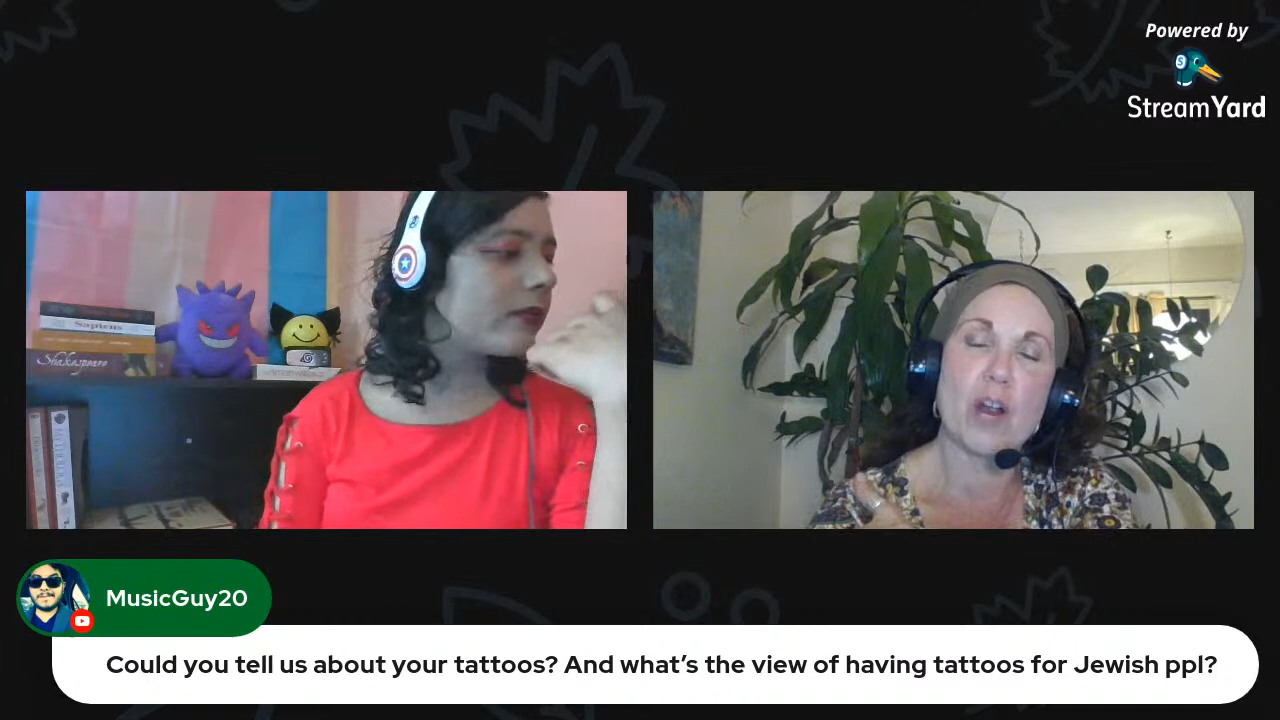 Powered by
StreamYard
Sapiens
Shakespeare
MusicGuy20
Could you tell us about your tattoos? And what's the view of having tattoos for Jewish ppl?